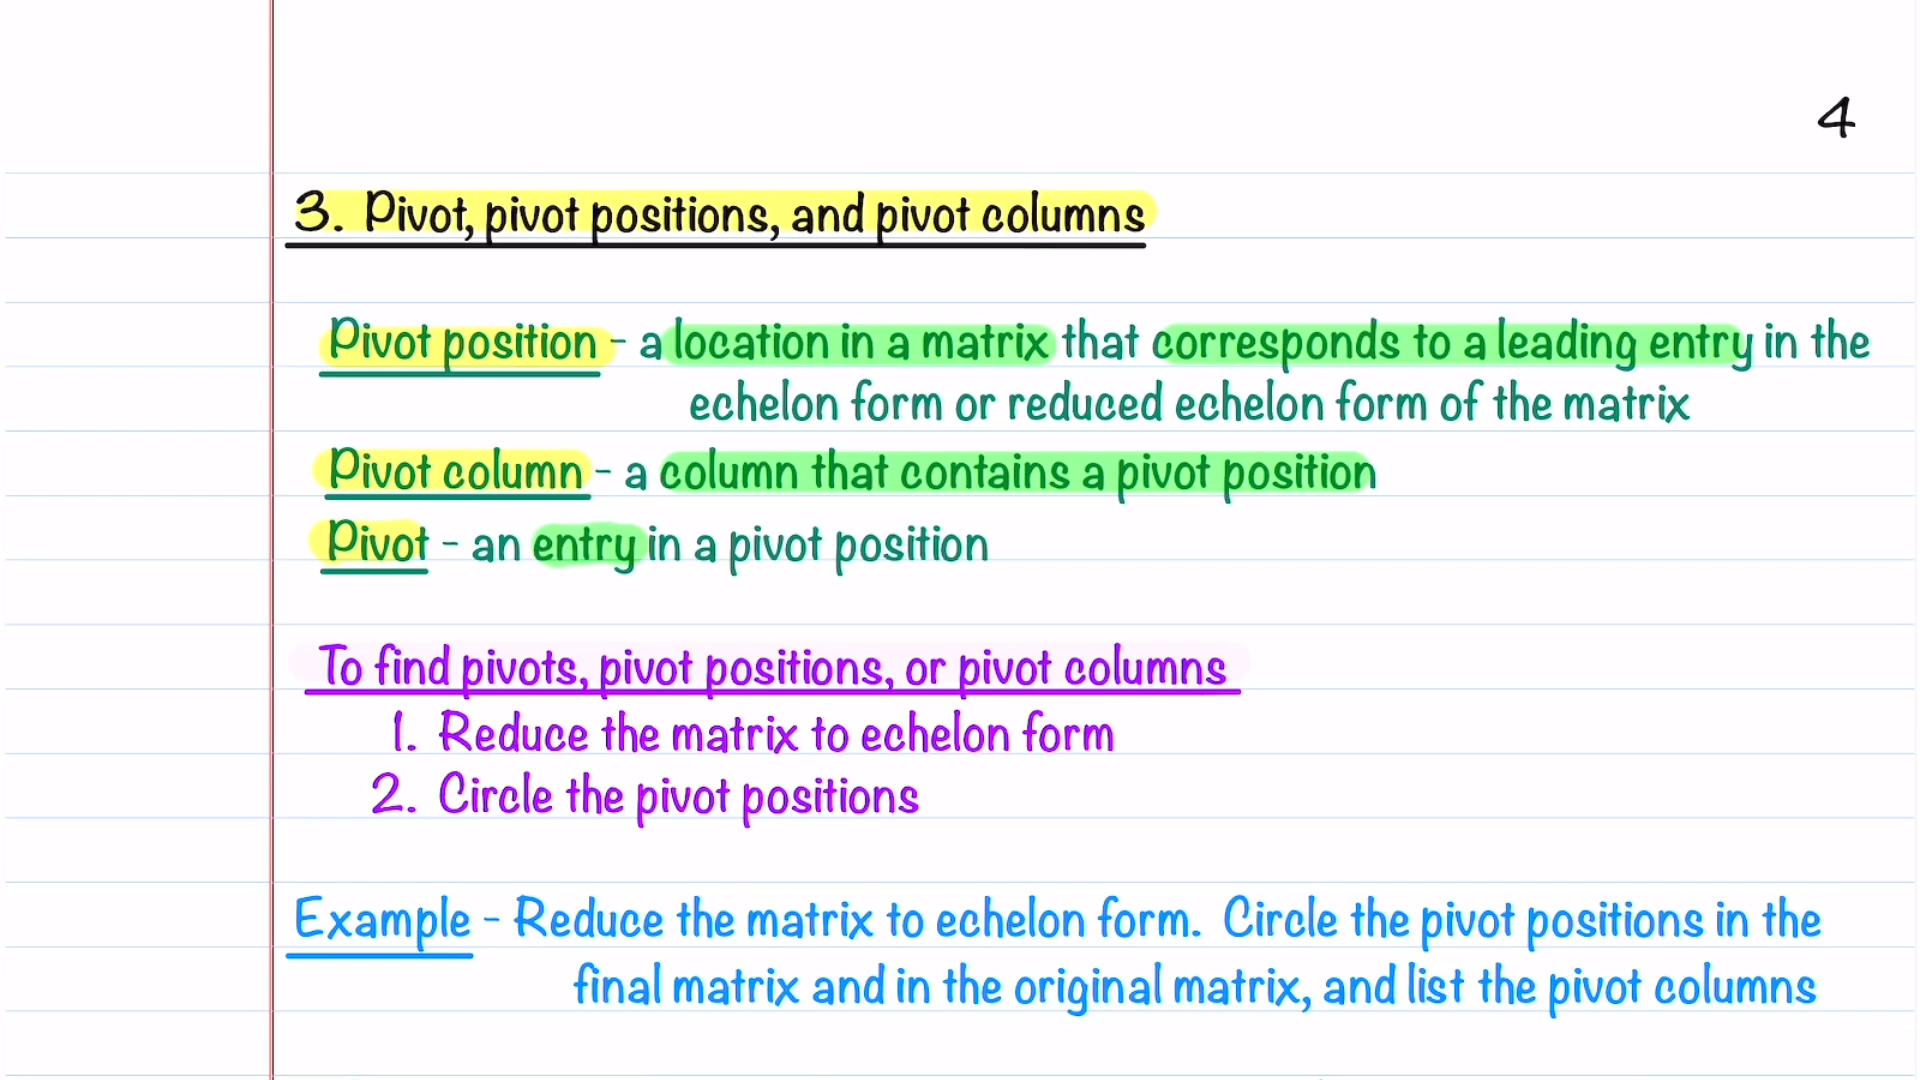 4
3. Pivot, pivot positions, and pivot columns
Pivot position - a location in a matrix that corresponds to a leading entry in the
echelon form or reduced echelon form of the matrix
Pivot column - a column that contains a pivot position
Pivot - an entry in a pivot position
To find pivots, pivot positions, or pivot columns
1. Reduce the matrix to echelon form
2. Circle the pivot positions
Example - Reduce the matrix to echelon form. Circle the pivot positions in the
final matrix and in the original matrix, and list the pivot columns